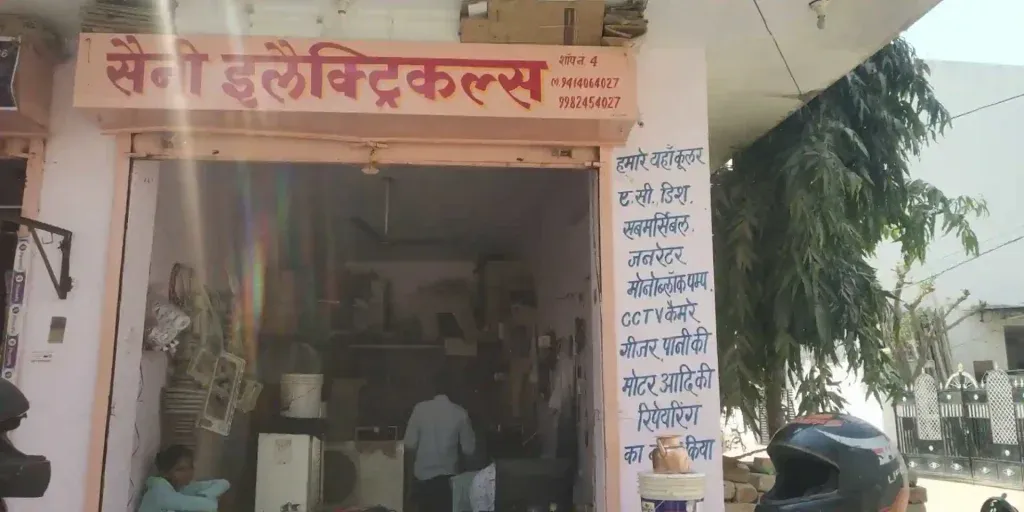 सैनी इलैक्ट्रिकल्स
शॉप नं. 4
m.9414064027
9982454027
हमारे यहाँ कूलर
ए.सी. डिश.
सबमर्सिबल.
जनरेटर
मोनोब्लॉक पम्प.
CCTV कैमरे
गीजर, पानी की
मोटर आदि की
रिपेयरिंग
का किया